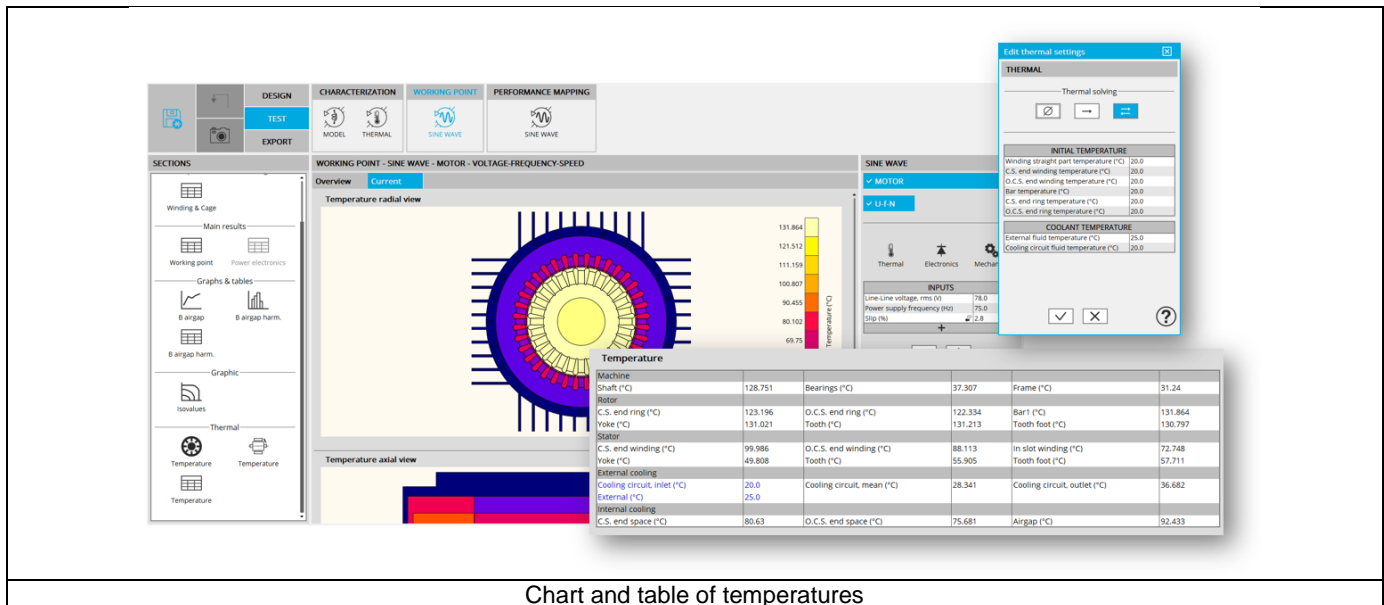 Edit thermal settings
THERMAL
Thermal solving
INITIAL TEMPERATURE
Winding straight part temperature (°C) 20.0
C.S. end winding temperature (°C) 20.0
O.C.S. end winding temperature (°C) 20.0
Bar temperature (°C) 20.0
C.S. end ring temperature (°C) 20.0
O.C.S. end ring temperature (°C) 20.0
COOLANT TEMPERATURE
External fluid temperature (°C) 25.0
Cooling circuit fluid temperature (°C) 20.0
?
DESIGN
TEST
EXPORT
CHARACTERIZATION
MODEL THERMAL
WORKING POINT
SINE WAVE
PERFORMANCE MAPPING
SINE WAVE
SECTIONS
Winding & Cage
Main results
Working point Power electronics
Graphs & tables
B airgap B airgap harm.
B airgap harm.
Graphic
Isovalues
Thermal
Temperature Temperature
Temperature
WORKING POINT - SINE WAVE - MOTOR - VOLTAGE-FREQUENCY-SPEED
Overview Current
Temperature radial view
131.864
121.512
111.159
100.807
90.455
80.102
69.75
Temperature (°C)
Temperature axial view
SINE WAVE
MOTOR
U-f-N
Thermal Electronics
INPUTS
Line-Line voltage, rms (V) 78.0
Power supply frequency (Hz) 75.0
Slip (%) 2.8
+
Temperature
Machine
Shaft (°C) 128.751 Bearings (°C) 37.307 Frame (°C) 31.24
Rotor
C.S. end ring (°C) 123.196 O.C.S. end ring (°C) 122.334 Bar1 (°C) 131.864
Yoke (°C) 131.021 Tooth (°C) 131.213 Tooth foot (°C) 130.797
Stator
C.S. end winding (°C) 99.986 O.C.S. end winding (°C) 88.113 In slot winding (°C) 72.748
Yoke (°C) 49.808 Tooth (°C) 55.905 Tooth foot (°C) 57.711
External cooling
Cooling circuit, inlet (°C) 20.0 Cooling circuit, mean (°C) 28.341 Cooling circuit, outlet (°C) 36.682
External (°C) 25.0
Internal cooling
C.S. end space (°C) 80.63 O.C.S. end space (°C) 75.681 Airgap (°C) 92.433
Chart and table of temperatures